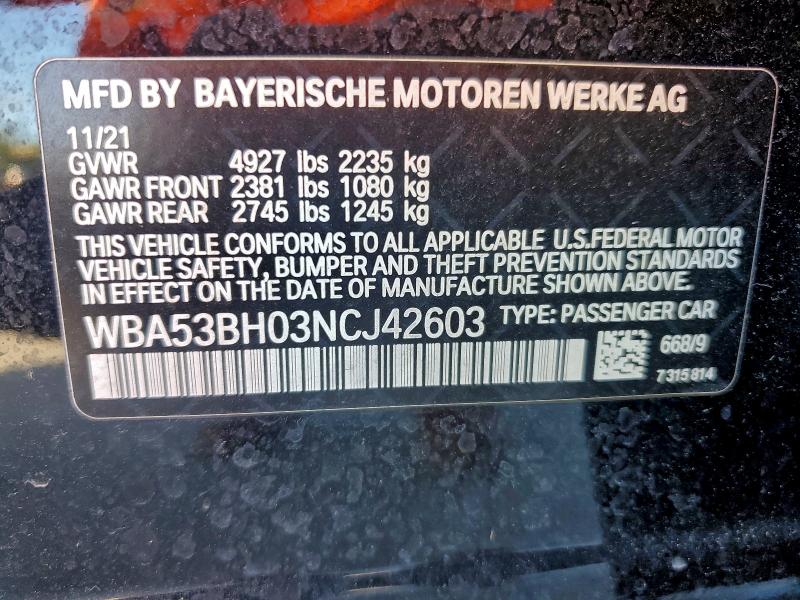 MFD BY BAYERISCHE MOTOREN WERKE AG
11/21
GVWR 4927 lbs 2235 kg
GAWR FRONT 2381 lbs 1080 kg
GAWR REAR 2745 lbs 1245 kg
THIS VEHICLE CONFORMS TO ALL APPLICABLE U.S.FEDERAL MOTOR
VEHICLE SAFETY, BUMPER AND THEFT PREVENTION STANDARDS
IN EFFECT ON THE DATE OF MANUFACTURE SHOWN ABOVE.
WBA53BH03NCJ42603 TYPE: PASSENGER CAR
668/9
7 315 814